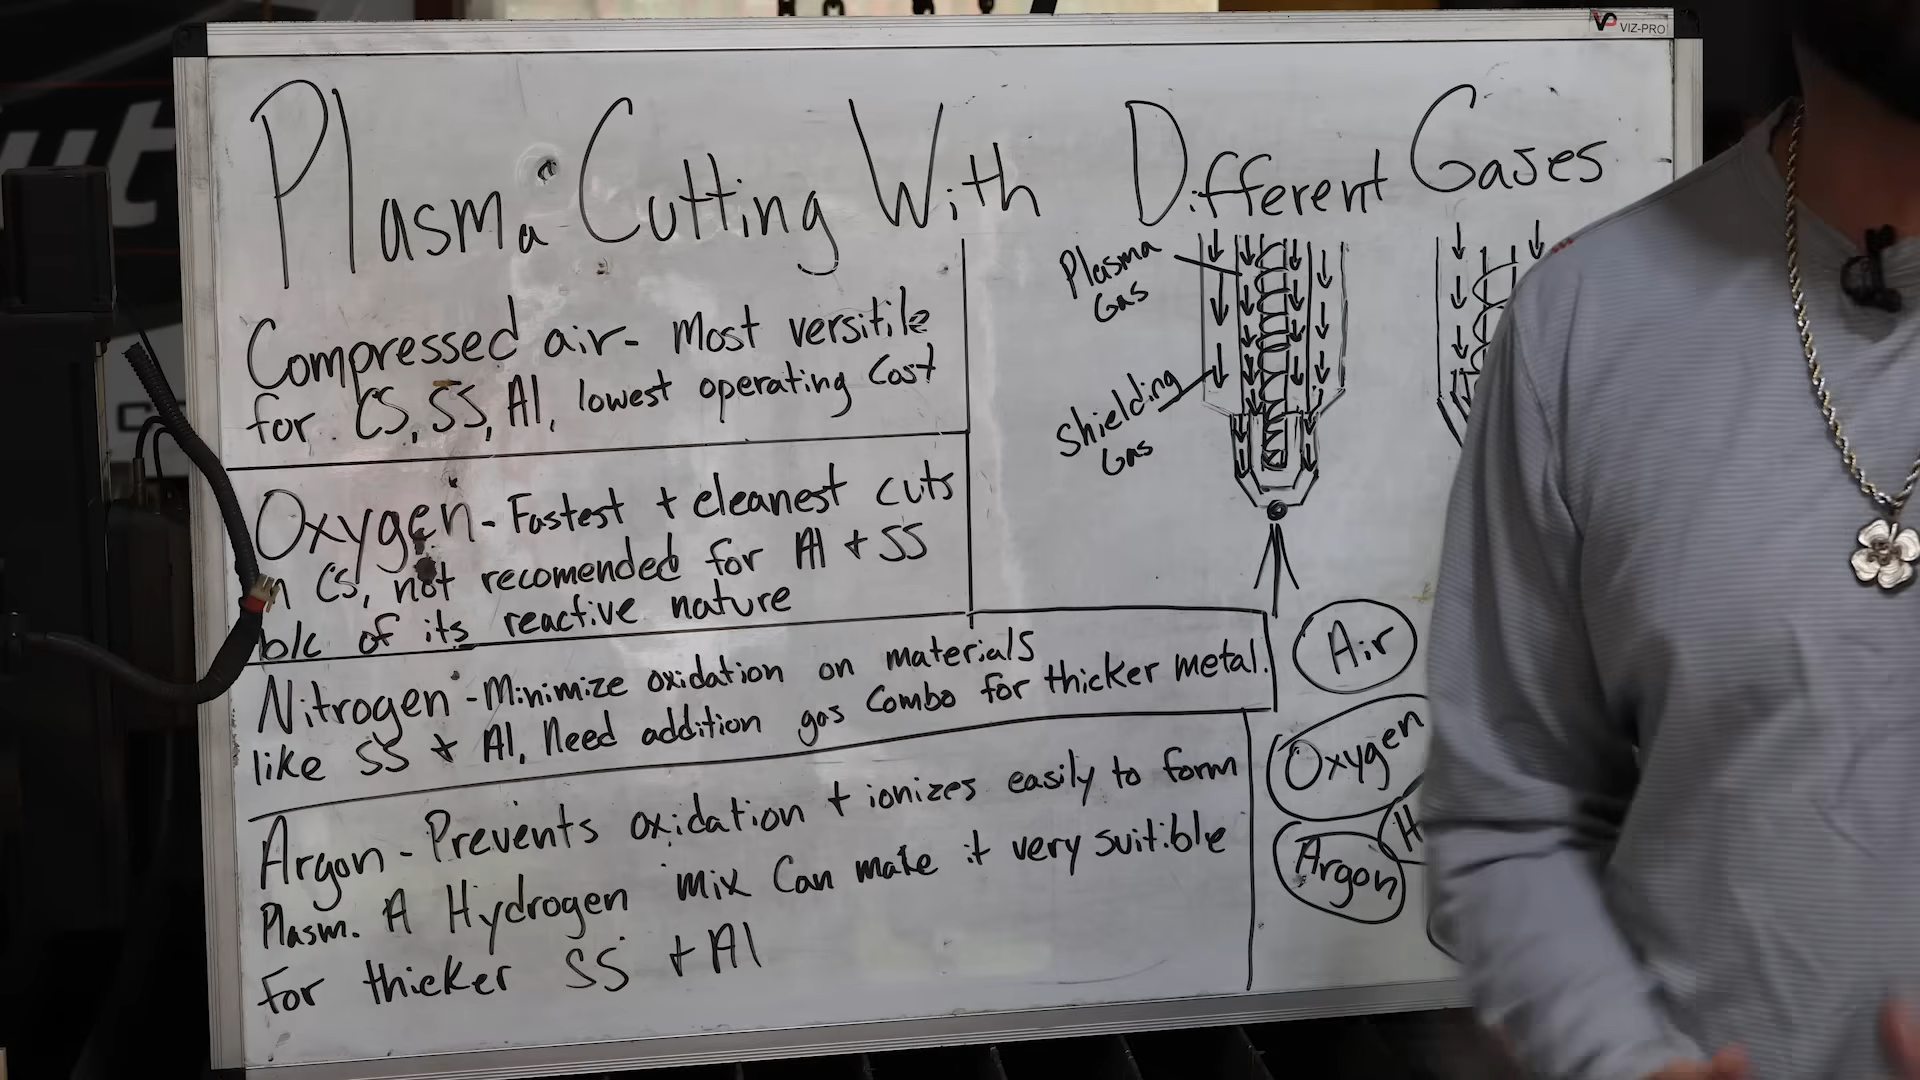 VIZ-PRO
Plasma Cutting With Different Gases
Compressed air- Most versitile
for CS, SS, Al, lowest operating Cost
Oxygen - Fastest + cleanest cuts
CS, not recomended for Al + SS
b/c of its reactive nature
Nitrogen - Minimize oxidation on materials
like SS + Al, Need addition gas Combo for thicker metal.
Argon - Prevents oxidation + ionizes easily to form
Plasm. A Hydrogen mix Can make it very suitible
for thicker SS + Al
Plasma
Gas
Shielding
Gas
Air
Oxygen
H
Argon
ut